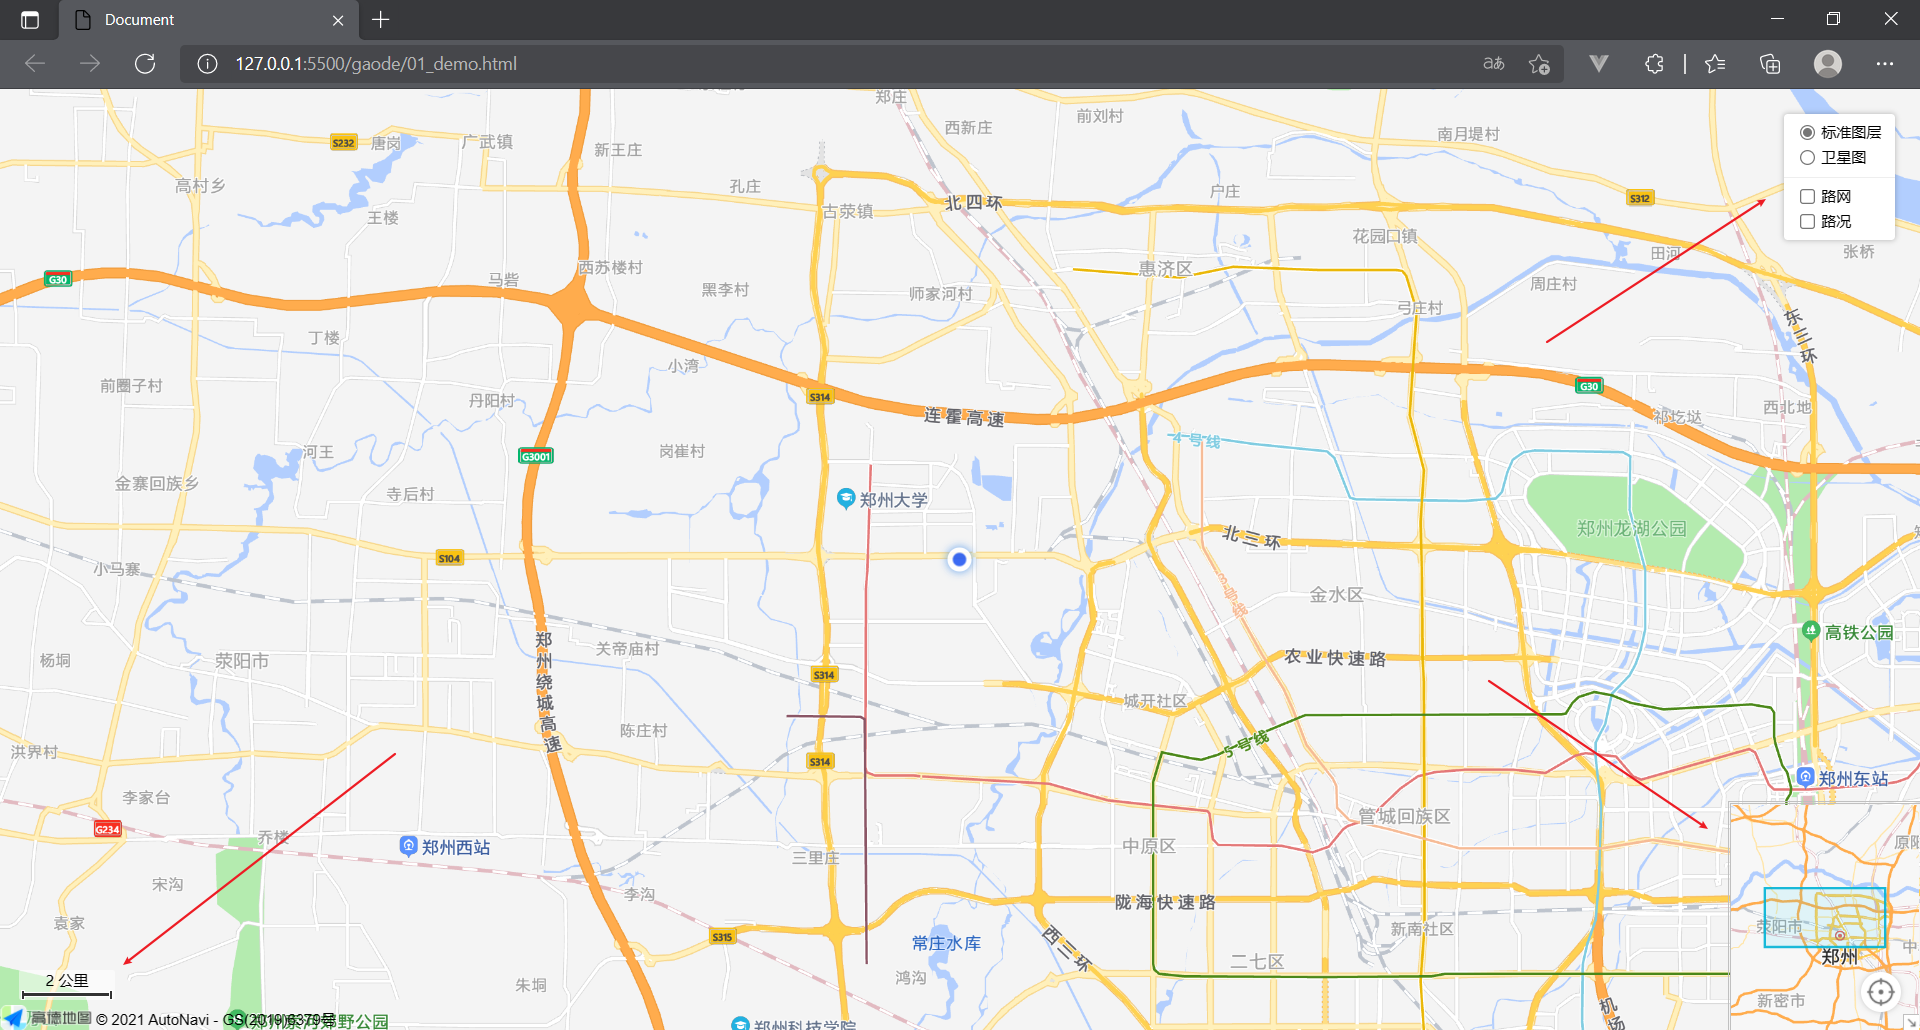 Document
127.0.0.1:5500/gaode/01_demo.html
aあ
郑庄
前刘村
西新庄
南月堤村
标准图层
卫星图
路网
路况
S232
唐岗
广武镇
新王庄
高村乡
孔庄
户庄
S312
王楼
古荥镇
北四环
花园口镇
田河
张桥
G30
马砦
西苏楼村
黑李村
师家河村
惠济区
周庄村
弓庄村
丁楼
小湾
东三环
前圈子村
丹阳村
S314
连霍高速
G30
祁圪垯
西北地
河王
G3001
岗崔村
4号线
金寨回族乡
寺后村
郑州大学
北三环
郑州龙湖公园
小马寨
S104
3号线
金水区
杨垌
荥阳市
郑州绕城高速
关帝庙村
农业快速路
高铁公园
S314
城开社区
洪界村
陈庄村
5号线
S314
郑州东站
李家台
G234
乔楼
郑州西站
三里庄
中原区
管城回族区
原阳
宋沟
李沟
陇海快速路
袁家
S315
常庄水库
西三环
新南社区
荥阳市
中
郑州
2 公里
朱垌
鸿沟
二七区
新密市
机场
高德地图 © 2021 AutoNavi - GS(2019)6379号
郑州科技学院